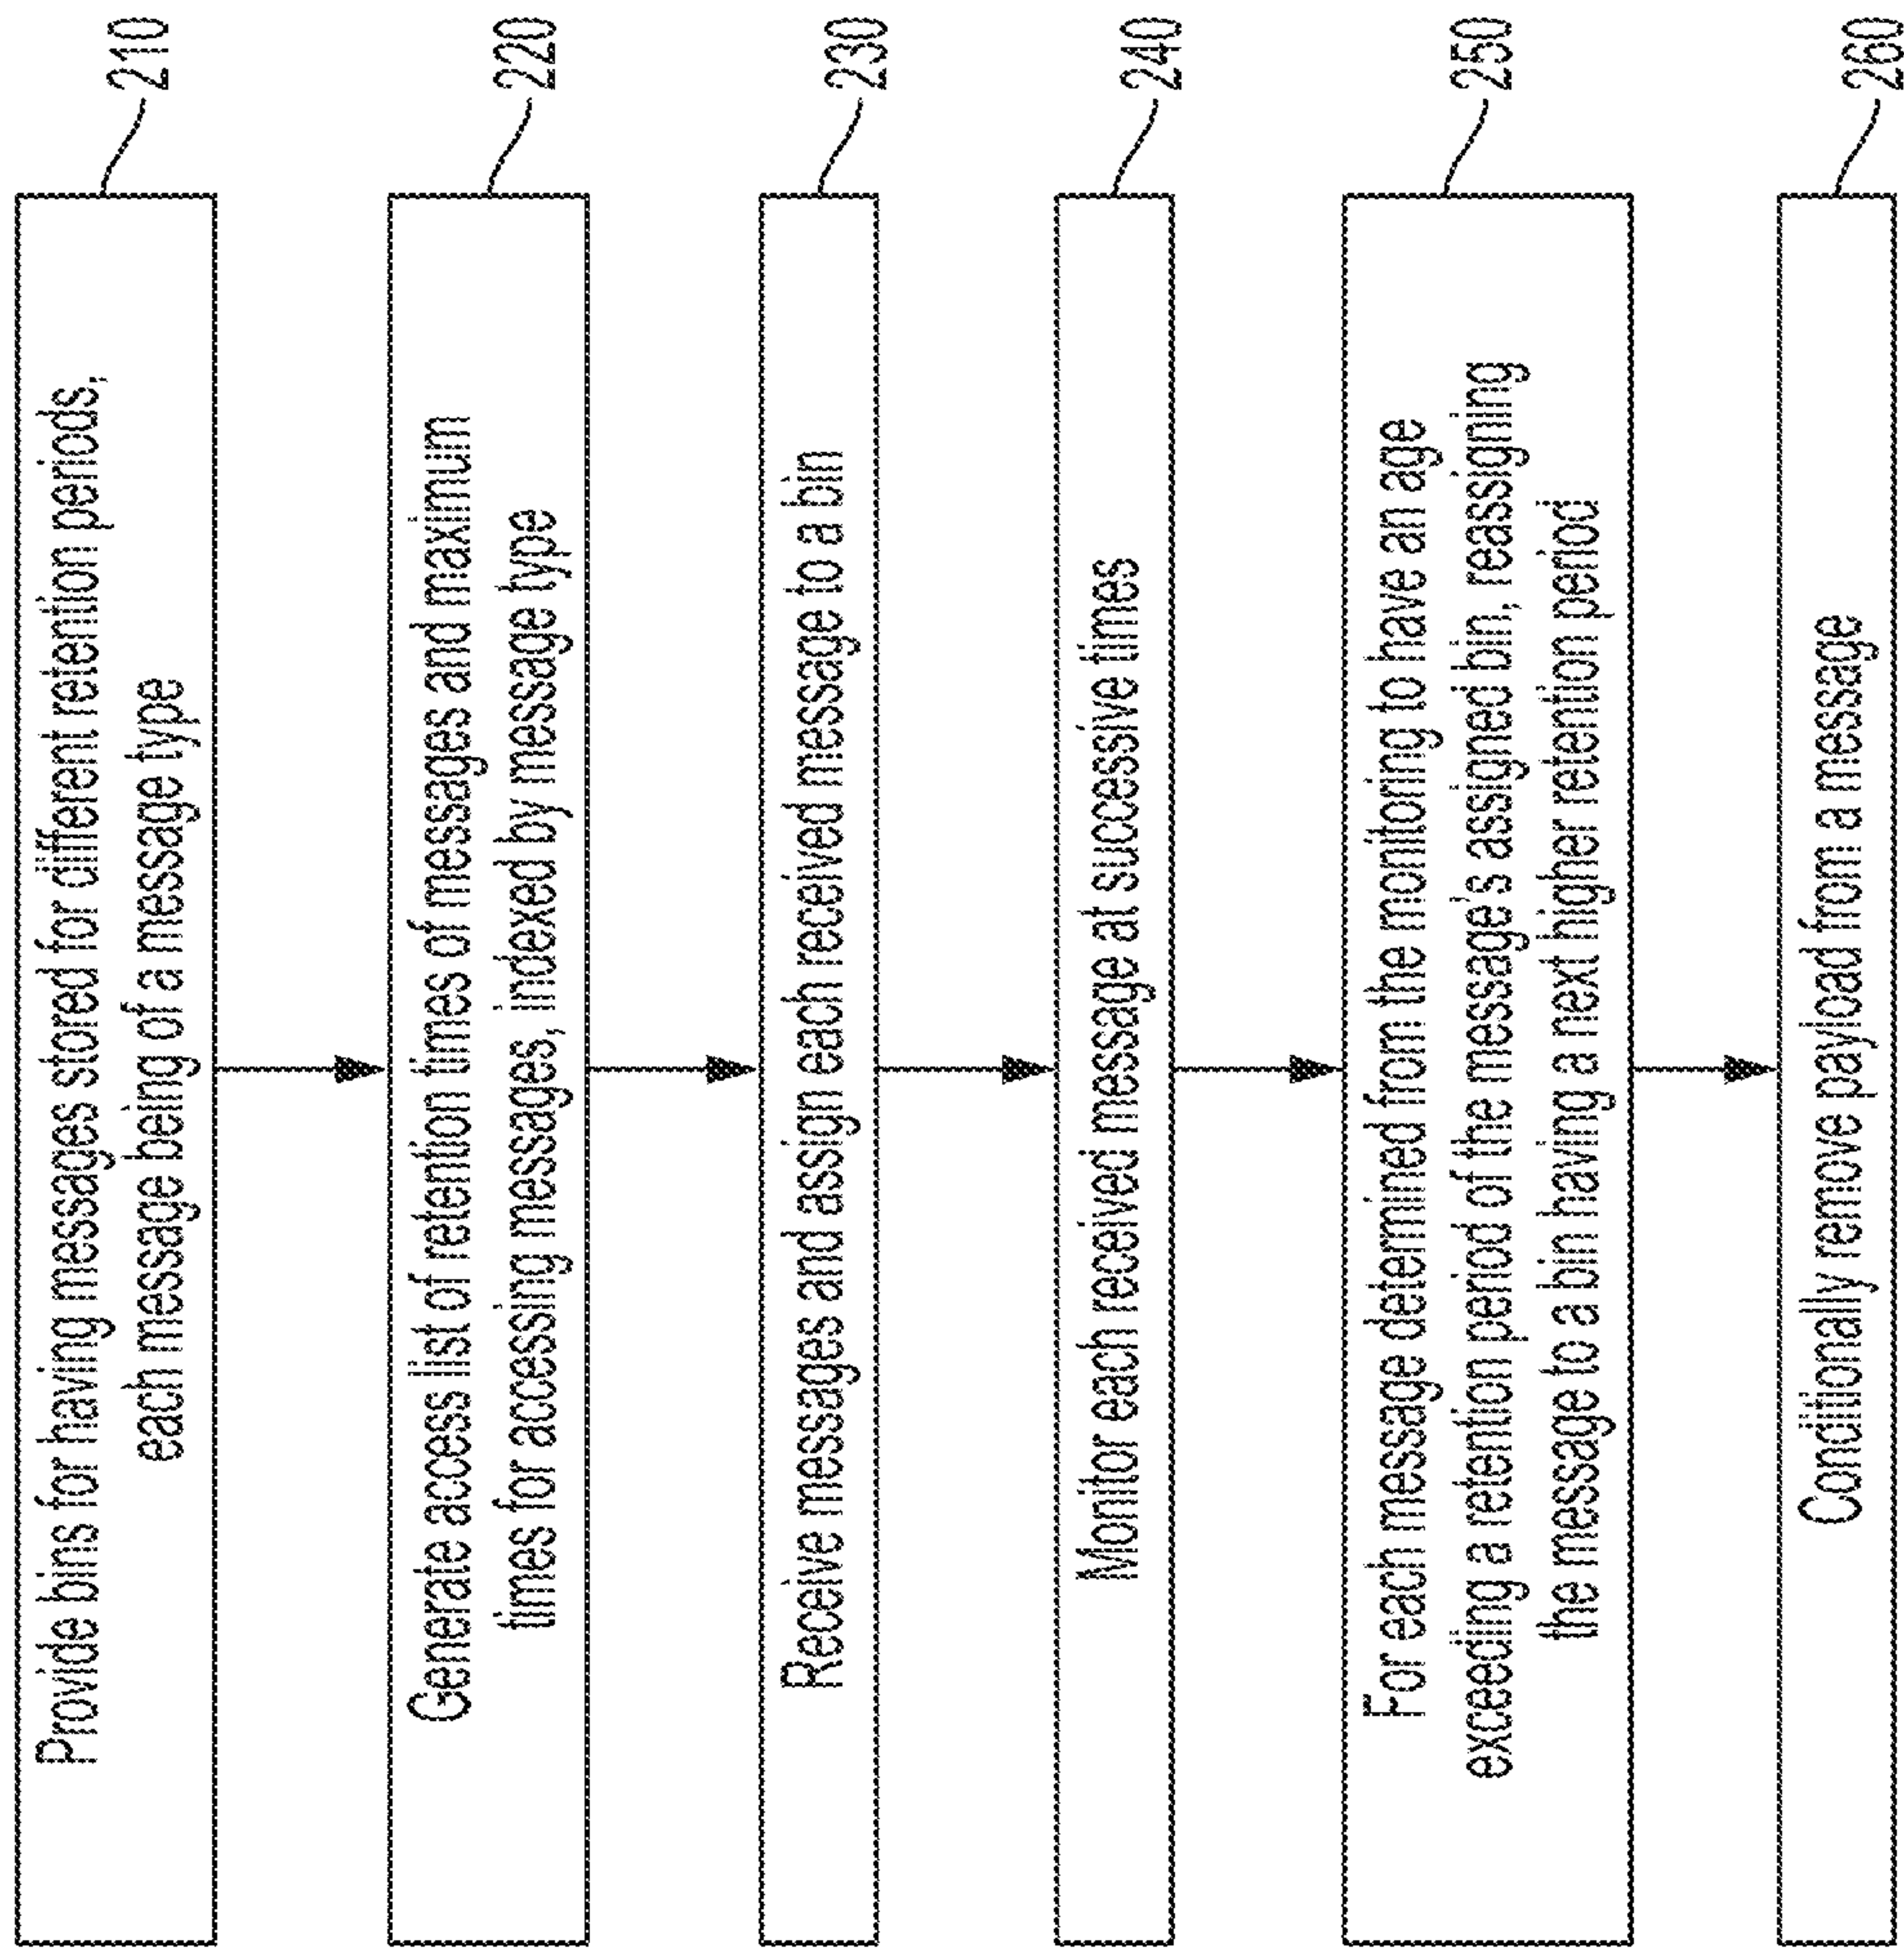 Provide bins for having messages stored for different retention periods,
each message being of a message type
210
Generate access list of retention times of messages and maximum
times for accessing messages, indexed by message type
220
Receive messages and assign each received message to a bin
230
Monitor each received message at successive times
240
For each message determined from the monitoring to have an age
exceeding a retention period of the message's assigned bin, reassigning
the message to a bin having a next higher retention period
250
Conditionally remove payload from a message
260